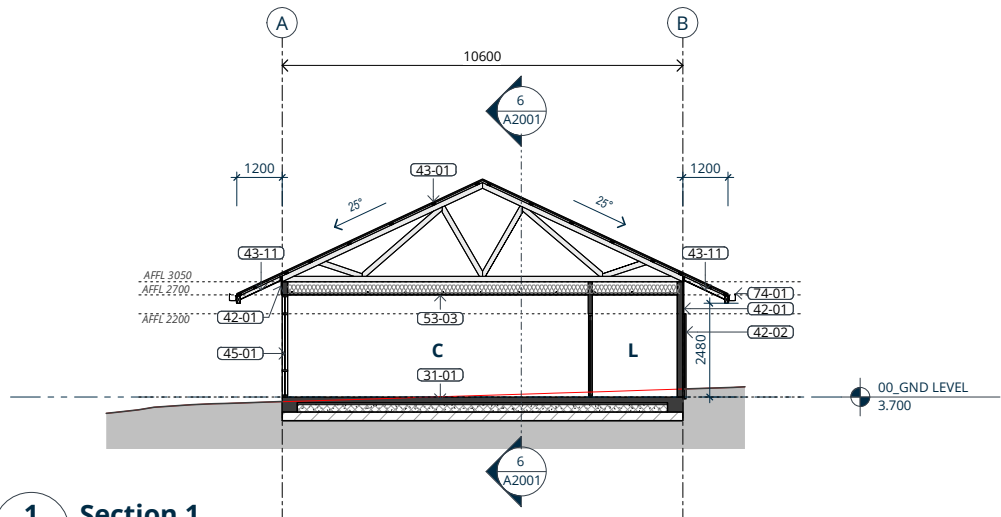 A
B
10600
6
A2001
1200
43-01
1200
25°
25°
43-11
43-11
AFFL 3050
AFFL 2700
74-01
42-01
53-03
42-01
AFFL 2200
42-02
45-01
C
L
2480
31-01
00_GND LEVEL
3.700
6
A2001
1
Section 1